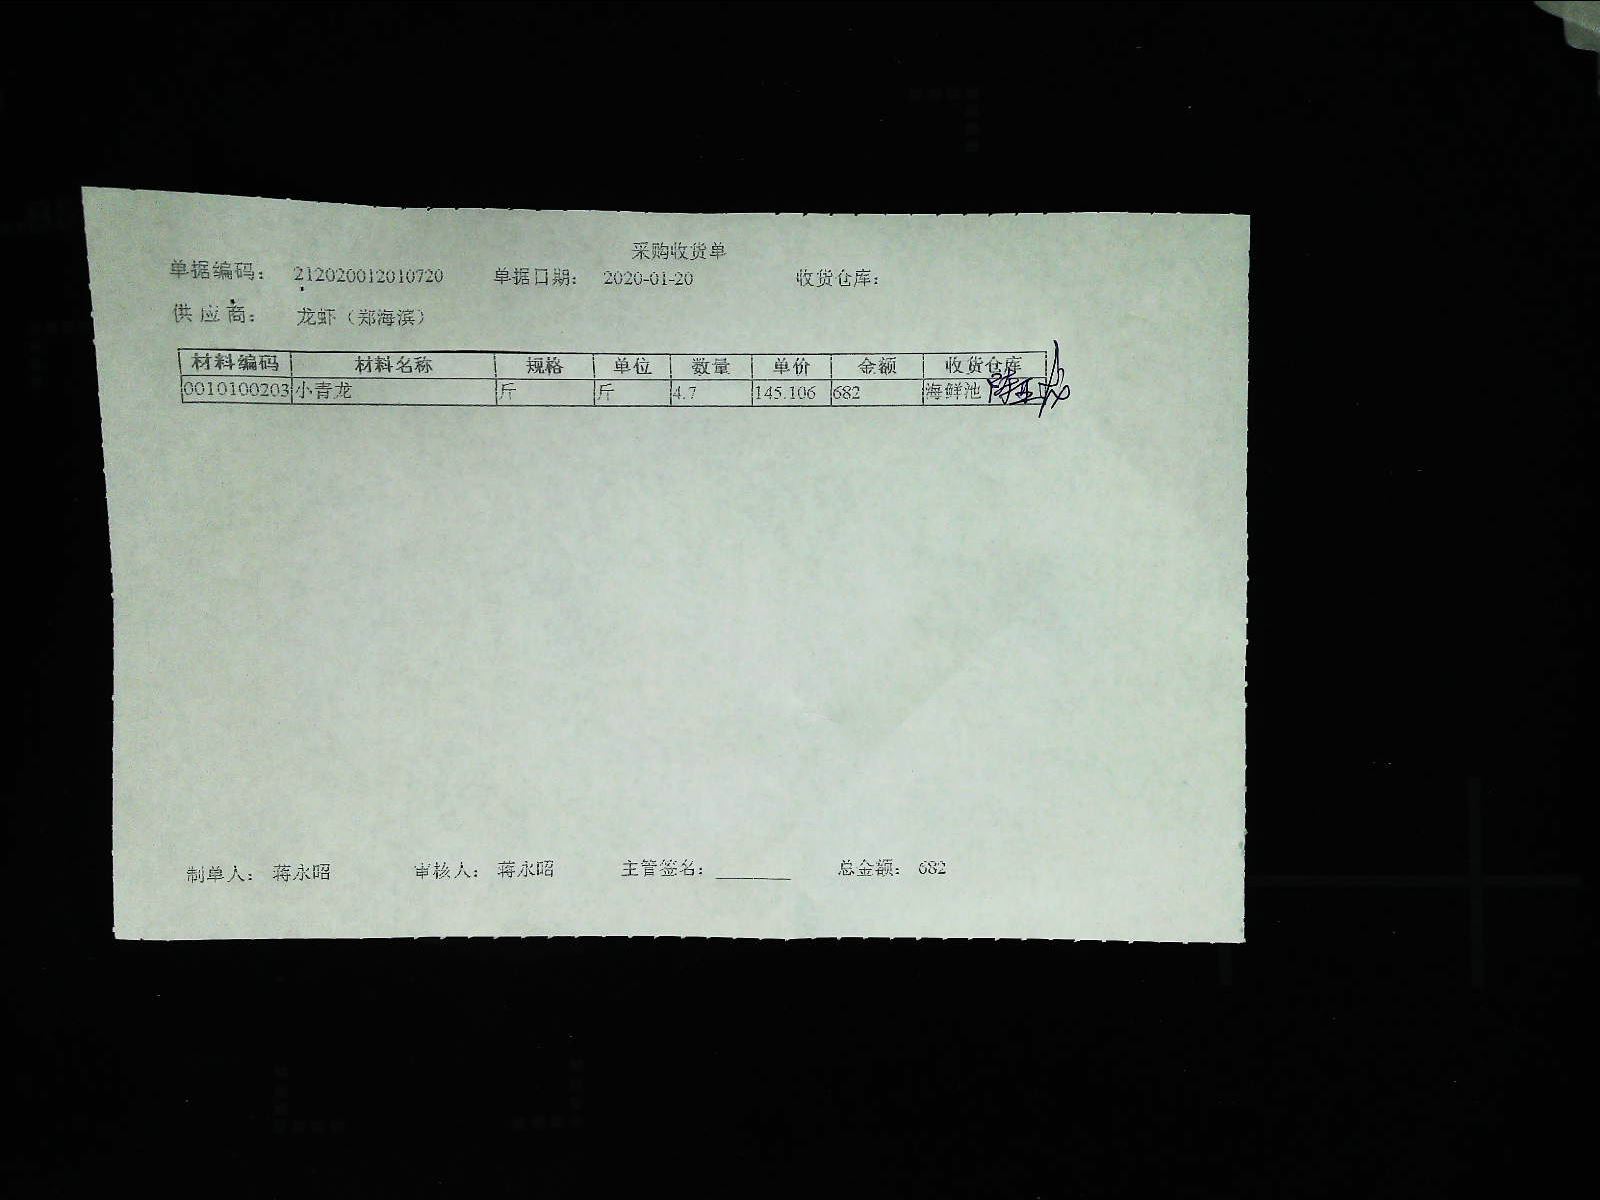 采购收货单
单据编码： 212020012010720 单据日期： 2020-01-20 收货仓库：
供 应 商： 龙虾（郑海滨）
材料编码 材料名称 规格 单位 数量 单价 金额 收货仓库
0010100203 小青龙 斤 斤 4.7 145.106 682 海鲜池
制单人： 蒋永昭 审核人： 蒋永昭 主管签名：________ 总金额： 682